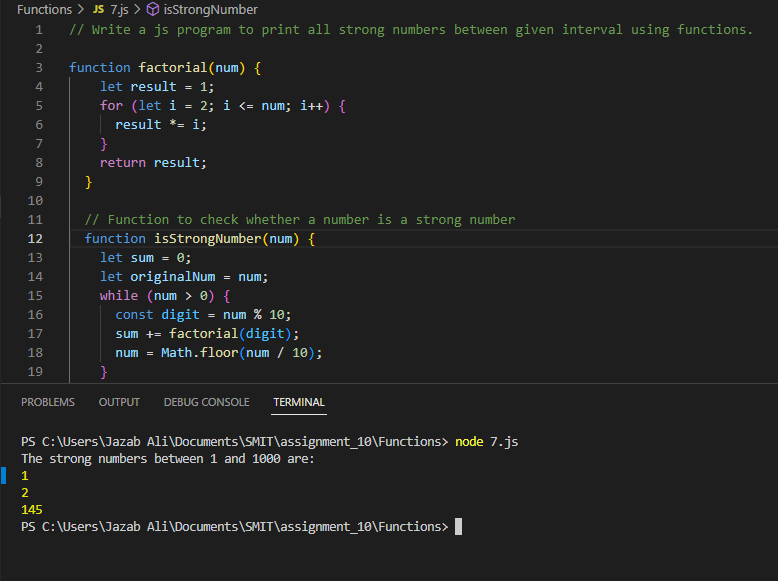 Functions > JS 7.js > isStrongNumber
1 // Write a js program to print all strong numbers between given interval using functions.
2
3 function factorial(num) {
4 let result = 1;
5 for (let i = 2; i <= num; i++) {
6 result *= i;
7 }
8 return result;
9 }
10
11 // Function to check whether a number is a strong number
12 function isStrongNumber(num) {
13 let sum = 0;
14 let originalNum = num;
15 while (num > 0) {
16 const digit = num % 10;
17 sum += factorial(digit);
18 num = Math.floor(num / 10);
19 }
PROBLEMS OUTPUT DEBUG CONSOLE TERMINAL
PS C:\Users\Jazab Ali\Documents\SMIT\assignment_10\Functions> node 7.js
The strong numbers between 1 and 1000 are:
1
2
145
PS C:\Users\Jazab Ali\Documents\SMIT\assignment_10\Functions>